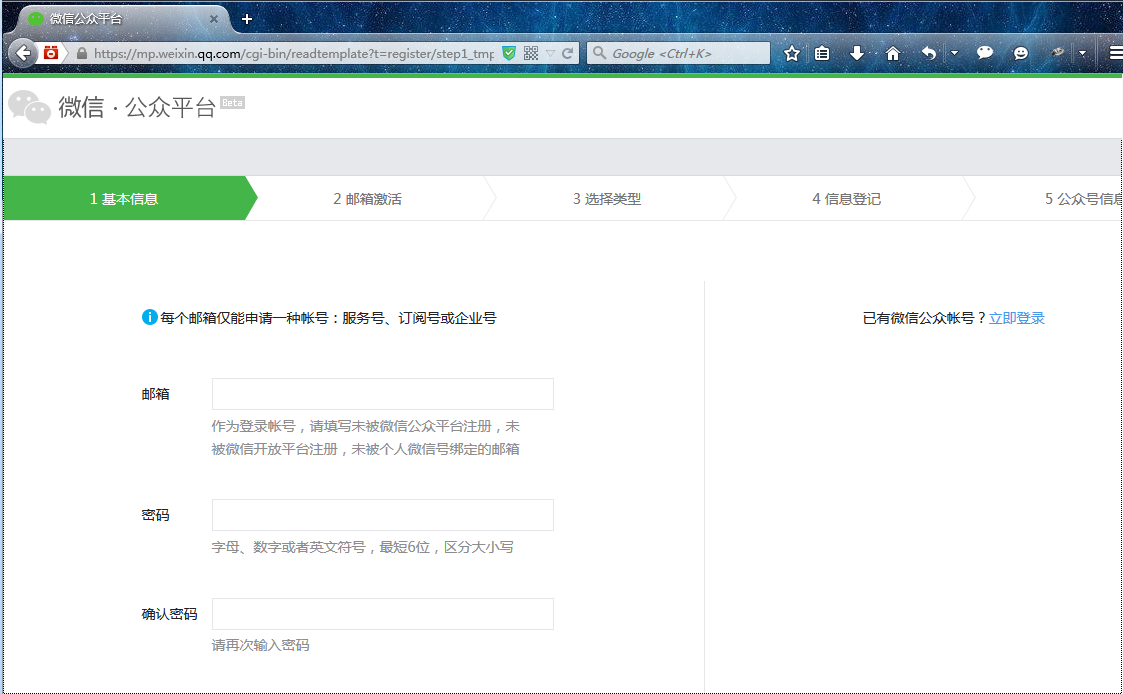 微信公众平台
https://mp.weixin.qq.com/cgi-bin/readtemplate?t=register/step1_tmp
Google <Ctrl+K>
微信·公众平台 Beta
1 基本信息
2 邮箱激活
3 选择类型
4 信息登记
5 公众号信息
每个邮箱仅能申请一种帐号：服务号、订阅号或企业号
已有微信公众帐号？立即登录
邮箱
作为登录帐号，请填写未被微信公众平台注册，未
被微信开放平台注册，未被个人微信号绑定的邮箱
密码
字母、数字或者英文符号，最短6位，区分大小写
确认密码
请再次输入密码